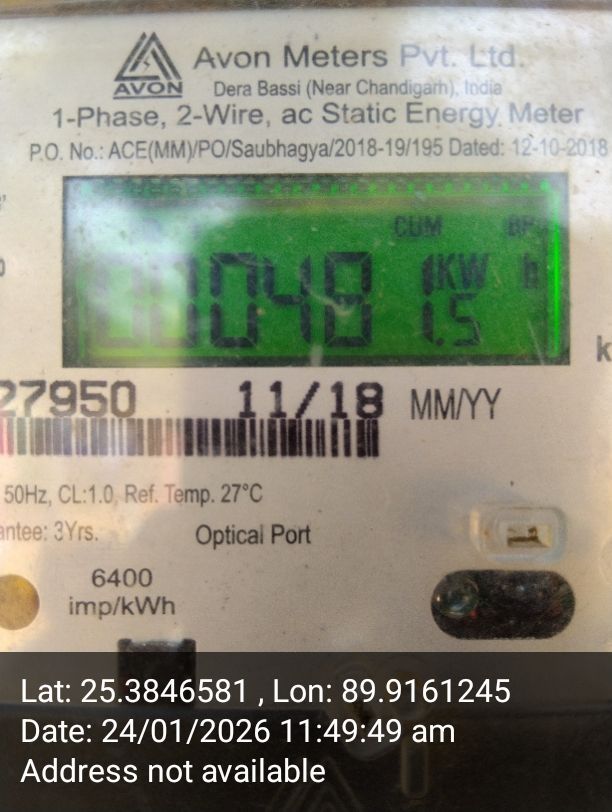 Avon Meters Pvt. Ltd.
AVON
Dera Bassi (Near Chandigarh), India
1-Phase, 2-Wire, ac Static Energy Meter
P.O. No.: ACE(MM)/PO/Saubhagya/2018-19/195 Dated: 12-10-2018
CUM
KW h
1.5
27950 11/18 MM/YY
50Hz, CL:1.0, Ref. Temp. 27°C
antee: 3Yrs.
Optical Port
6400
imp/kWh
Lat: 25.3846581 , Lon: 89.9161245
Date: 24/01/2026 11:49:49 am
Address not available